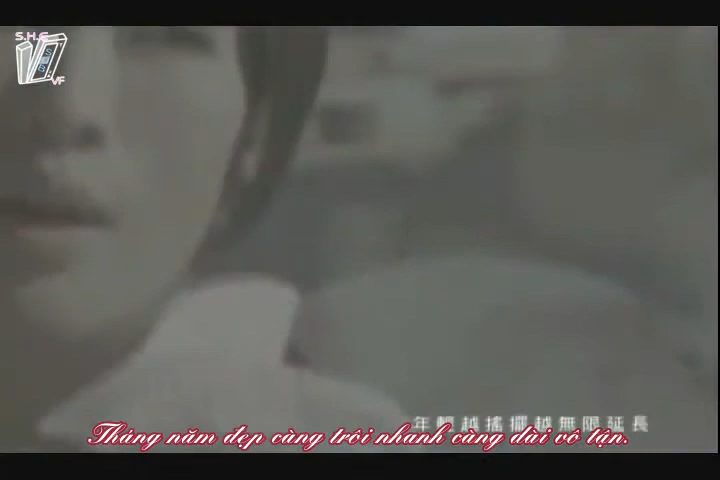 S.H.E
VF
年輕越搖擺越無限延長
Tháng năm đẹp càng trôi nhanh càng dài vô tận.